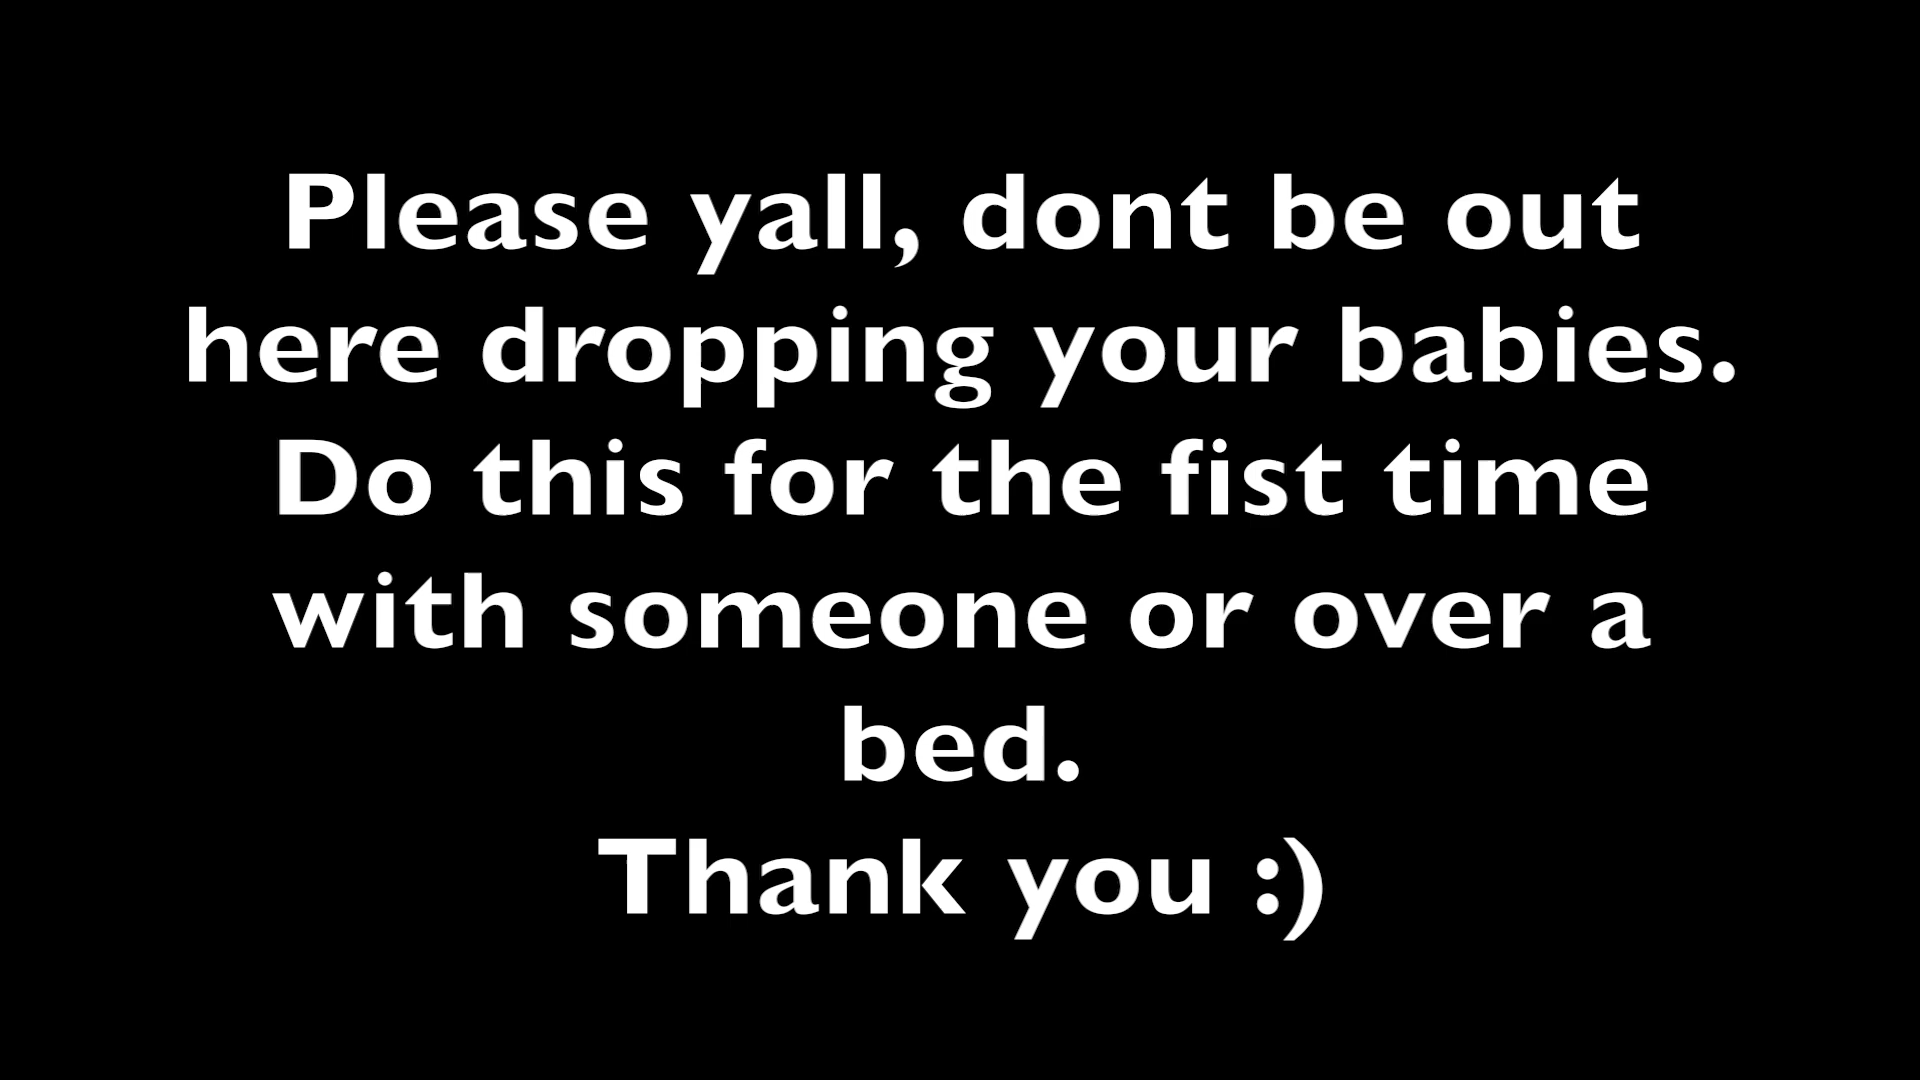 Please yall, dont be out
here dropping your babies.
Do this for the fist time
with someone or over a
bed.
Thank you :)